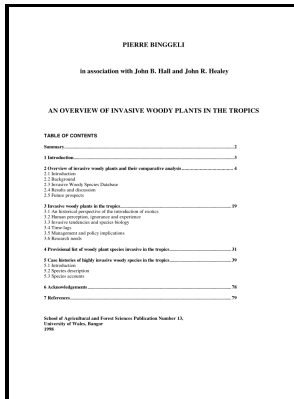 PIERRE BINGGELI
in association with John B. Hall and John R. Healey
AN OVERVIEW OF INVASIVE WOODY PLANTS IN THE TROPICS
TABLE OF CONTENTS
Summary...2
1 Introduction...3
2 Overview of invasive woody plants and their comparative analysis...4
2.1 Introduction
2.2 Background
2.3 Invasive Woody Species Database
2.4 Results and discussion
2.5 Future prospects
3 Invasive woody plants in the tropics...19
3.1 An historical perspective of the introduction of exotics
3.2 Human perception, ignorance and experience
3.3 Invasive tendencies and species biology
3.4 Time-lags
3.5 Management and policy implications
3.6 Research needs
4 Provisional list of woody plant species invasive in the tropics...31
5 Case histories of highly invasive woody species in the tropics...39
5.1 Introduction
5.2 Species description
5.3 Species accounts
6 Acknowledgements...78
7 References...79
School of Agricultural and Forest Sciences Publication Number 13,
University of Wales, Bangor
1998